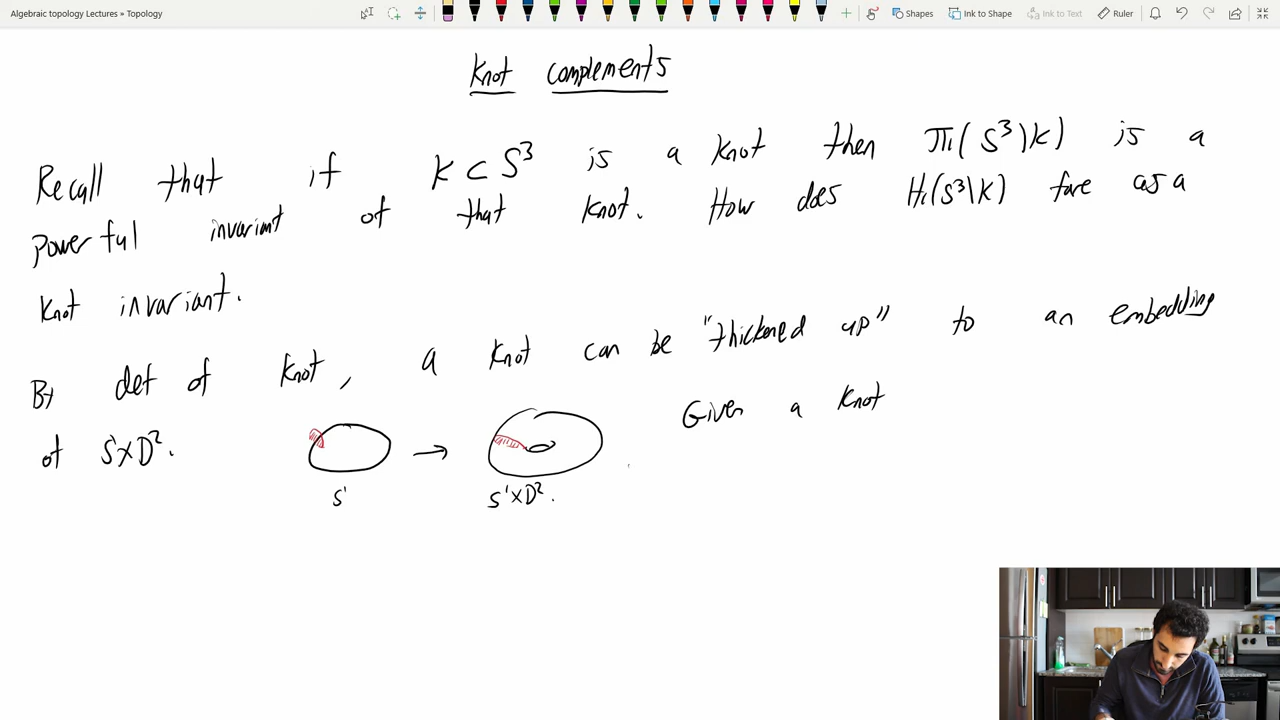 Algebraic topology Lectures » Topology
Shapes
Ink to Shape
Ink to Text
Ruler
Knot complements
Recall that if K ⊂ S³ is a knot then π₁(S³\K) is a
powerful invariant of that knot. How does H₁(S³\K) fare as a
Knot invariant.
By def of knot, a knot can be "thickened up" to an embedding
of S¹×D².
Given a knot
S¹
S¹×D².